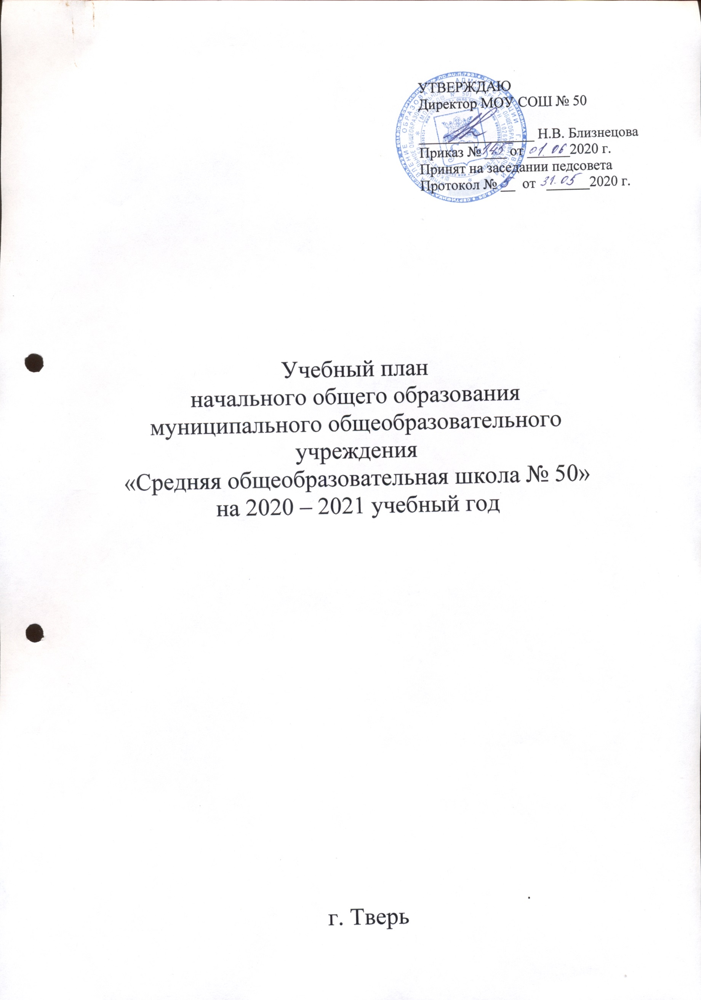 УТВЕРЖДАЮ
Директор МОУ СОШ № 50
Н.В. Близнецова
Приказ № 145 от 01.06 2020 г.
Принят на заседании педсовета
Протокол № 5 от 31.05 2020 г.
Учебный план
начального общего образования
муниципального общеобразовательного
учреждения
«Средняя общеобразовательная школа № 50»
на 2020 – 2021 учебный год
г. Тверь